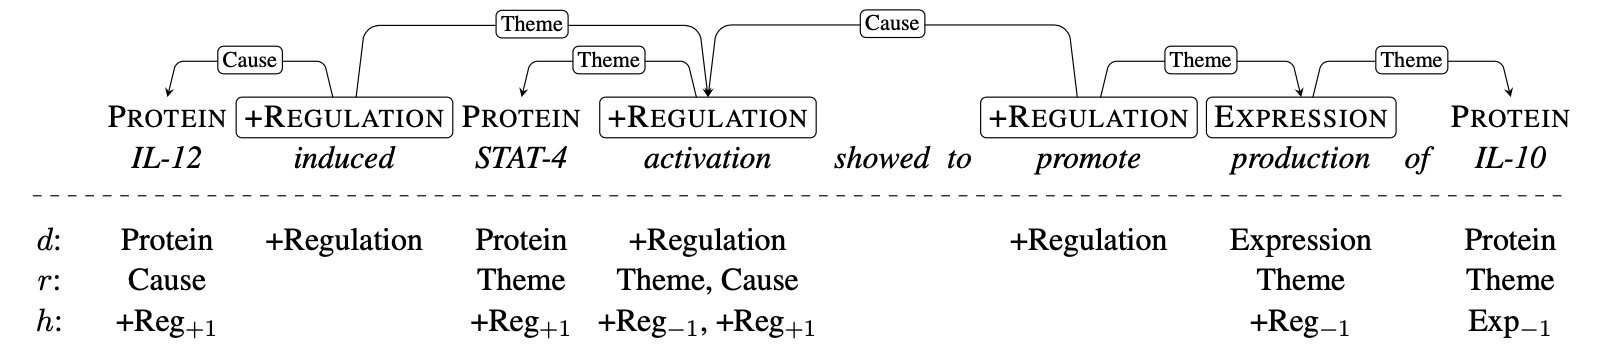 Theme Cause
Cause Theme Theme Theme
PROTEIN +REGULATION PROTEIN +REGULATION +REGULATION EXPRESSION PROTEIN
IL-12 induced STAT-4 activation showed to promote production of IL-10
d: Protein +Regulation Protein +Regulation +Regulation Expression Protein
r: Cause Theme Theme, Cause Theme Theme
h: +Reg+1 +Reg+1 +Reg−1, +Reg+1 +Reg−1 Exp−1